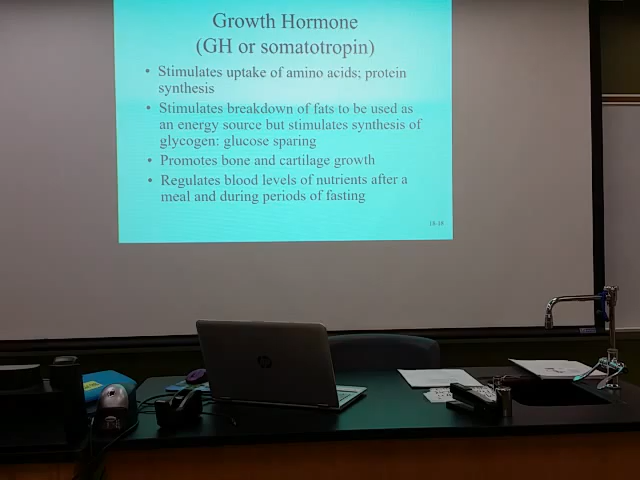 Growth Hormone
(GH or somatotropin)
• Stimulates uptake of amino acids; protein
synthesis
• Stimulates breakdown of fats to be used as
an energy source but stimulates synthesis of
glycogen: glucose sparing
• Promotes bone and cartilage growth
• Regulates blood levels of nutrients after a
meal and during periods of fasting
18-18
hp